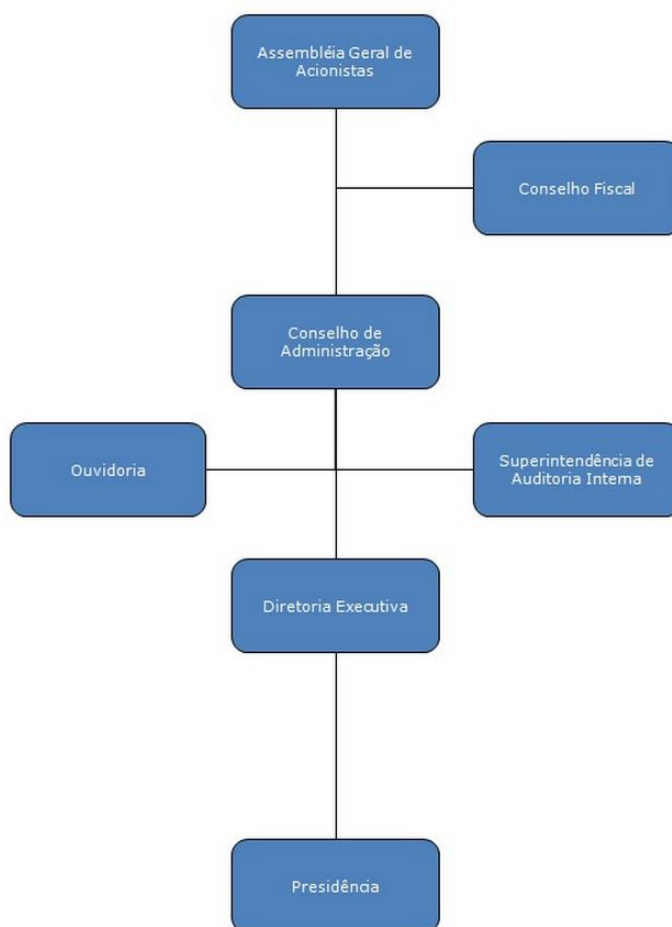 Assembléia Geral de
Acionistas
Conselho Fiscal
Conselho de
Administração
Ouvidoria
Superintendência de
Auditoria Interna
Diretoria Executiva
Presidência